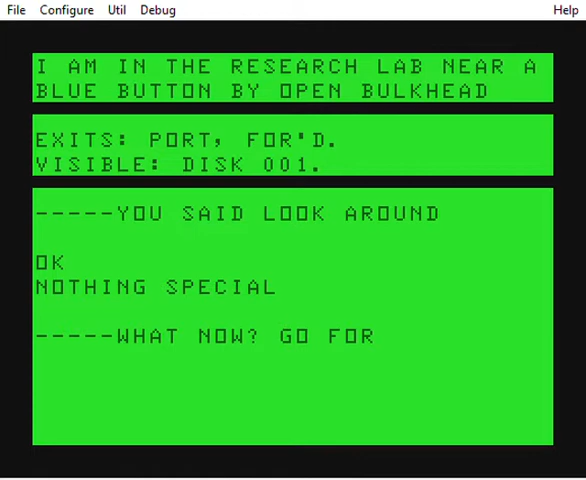 File Configure Util Debug Help
I AM IN THE RESEARCH LAB NEAR A
BLUE BUTTON BY OPEN BULKHEAD
EXITS: PORT, FOR'D.
VISIBLE: DISK 001.
-----YOU SAID LOOK AROUND
OK
NOTHING SPECIAL
-----WHAT NOW? GO FOR